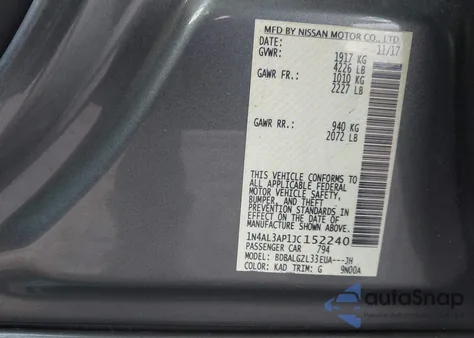 MFD BY NISSAN MOTOR CO., LTD.
DATE: 11/17
GVWR: 1917 KG
4226 LB
GAWR FR.: 1010 KG
2227 LB
GAWR RR.: 940 KG
2072 LB
THIS VEHICLE CONFORMS TO
ALL APPLICABLE FEDERAL
MOTOR VEHICLE SAFETY,
BUMPER, AND THEFT
PREVENTION STANDARDS IN
EFFECT ON THE DATE OF
MANUFACTURE SHOWN ABOVE.
1N4AL3AP1JC152240
PASSENGER CAR 794
MODEL: BDBALGZL33EUA---JH
COLOR: KAD TRIM: G 9N00A
autoSnap